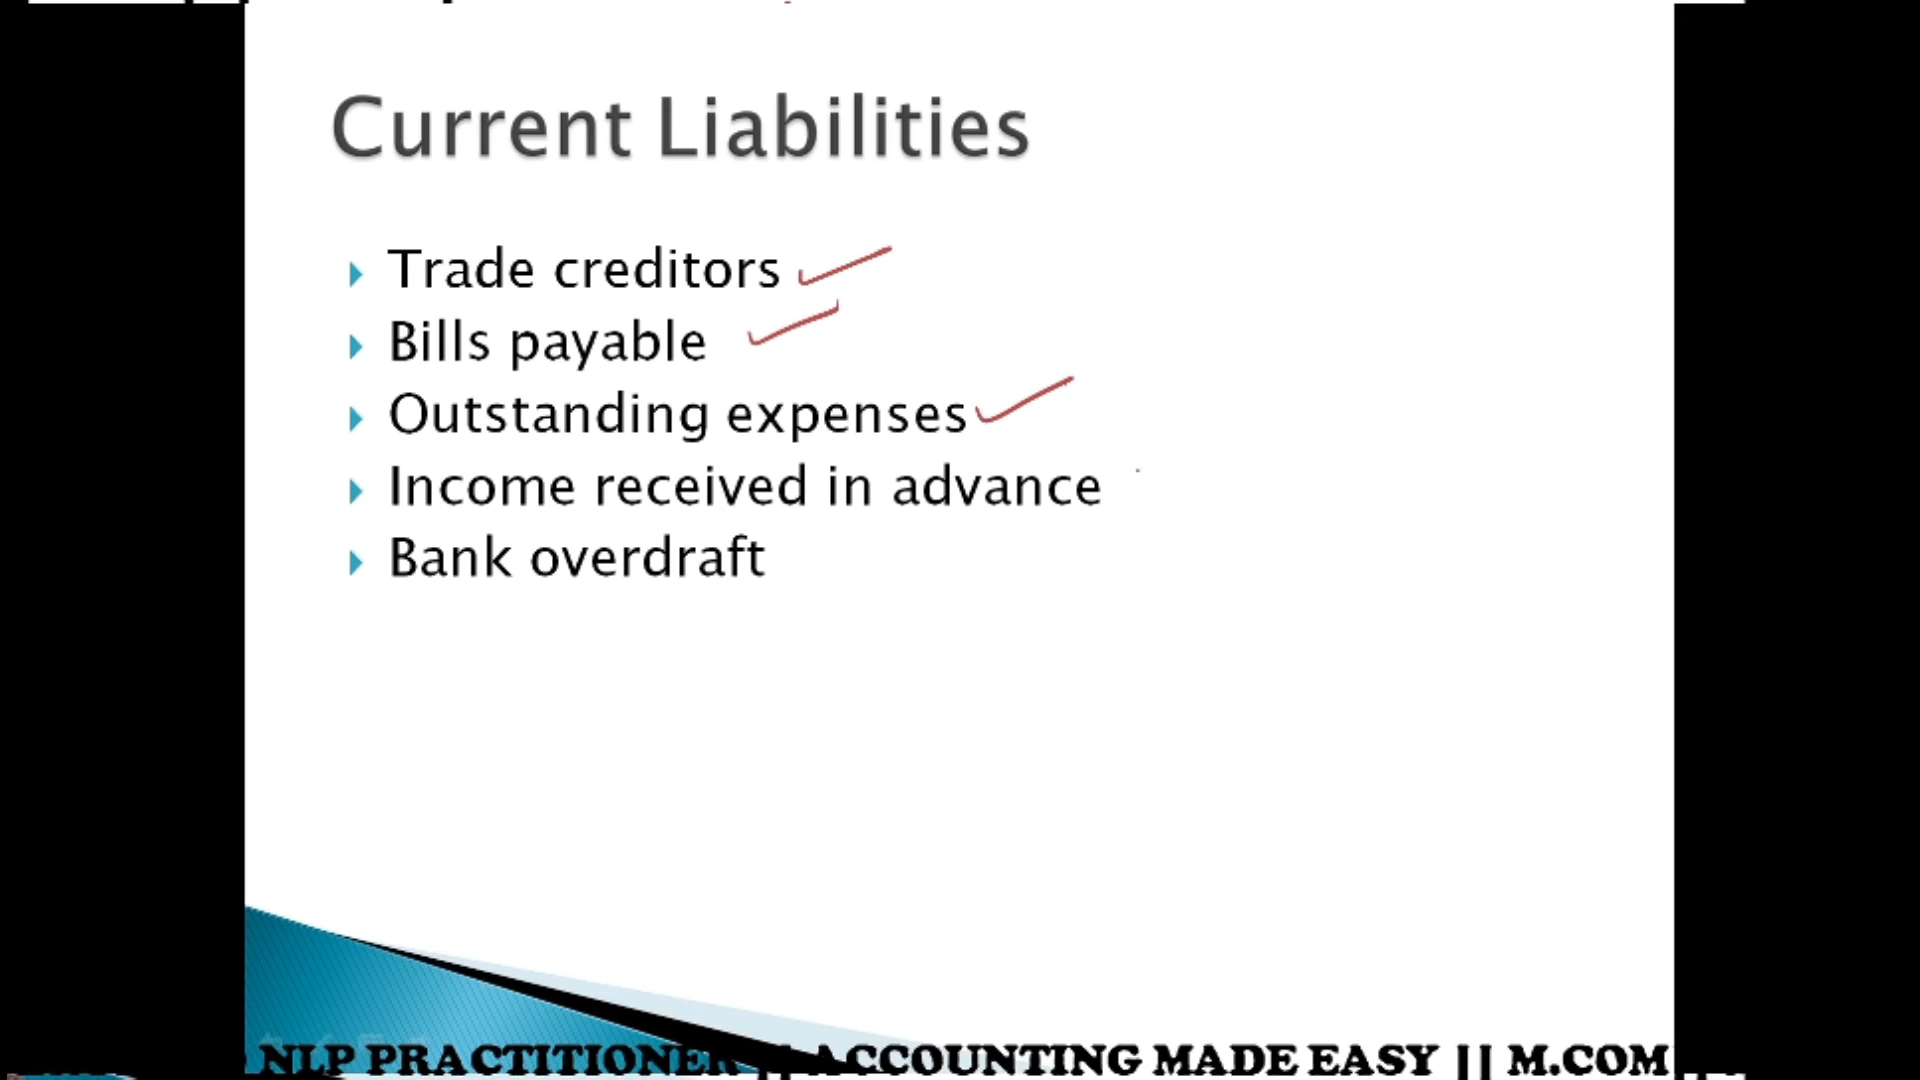 Current Liabilities
Trade creditors
Bills payable
Outstanding expenses
Income received in advance
Bank overdraft
NLP PRACTITIONER || ACCOUNTING MADE EASY || M.COM